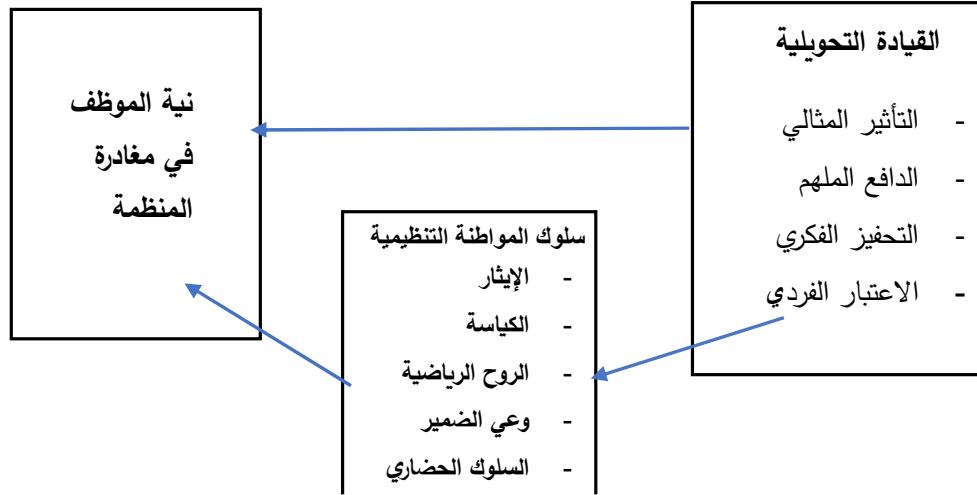 القيادة التحويلية
- التأثير المثالي
- الدافع الملهم
- التحفيز الفكري
- الاعتبار الفردي
نية الموظف
في مغادرة
المنظمة
سلوك المواطنة التنظيمية
- الإيثار
- الكياسة
- الروح الرياضية
- وعي الضمير
- السلوك الحضاري